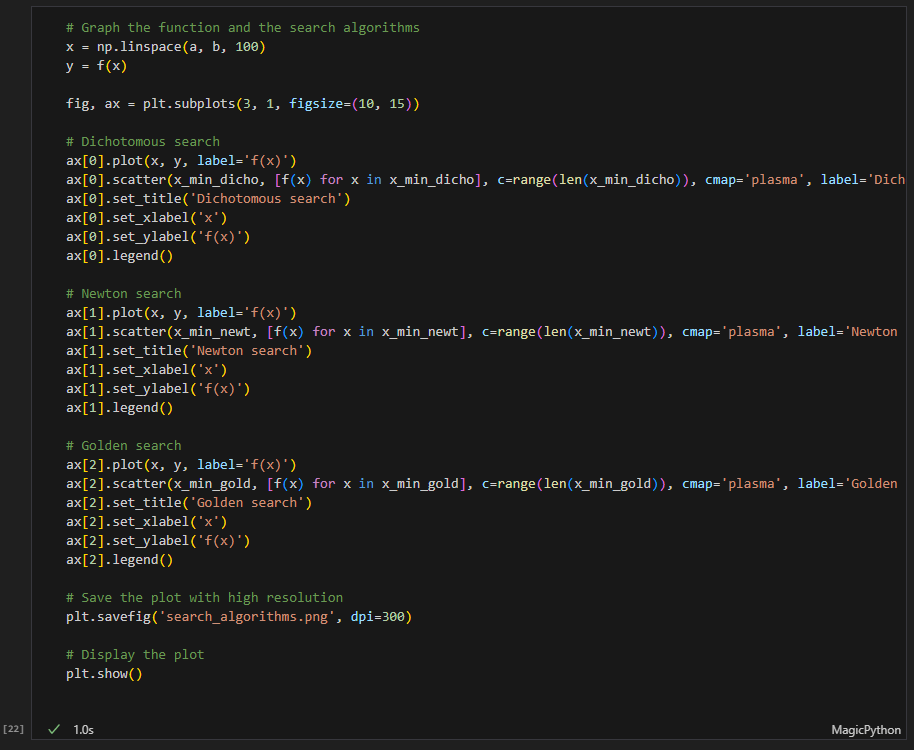 # Graph the function and the search algorithms
x = np.linspace(a, b, 100)
y = f(x)
fig, ax = plt.subplots(3, 1, figsize=(10, 15))
# Dichotomous search
ax[0].plot(x, y, label='f(x)')
ax[0].scatter(x_min_dicho, [f(x) for x in x_min_dicho], c=range(len(x_min_dicho)), cmap='plasma', label='Dich
ax[0].set_title('Dichotomous search')
ax[0].set_xlabel('x')
ax[0].set_ylabel('f(x)')
ax[0].legend()
# Newton search
ax[1].plot(x, y, label='f(x)')
ax[1].scatter(x_min_newt, [f(x) for x in x_min_newt], c=range(len(x_min_newt)), cmap='plasma', label='Newton
ax[1].set_title('Newton search')
ax[1].set_xlabel('x')
ax[1].set_ylabel('f(x)')
ax[1].legend()
# Golden search
ax[2].plot(x, y, label='f(x)')
ax[2].scatter(x_min_gold, [f(x) for x in x_min_gold], c=range(len(x_min_gold)), cmap='plasma', label='Golden
ax[2].set_title('Golden search')
ax[2].set_xlabel('x')
ax[2].set_ylabel('f(x)')
ax[2].legend()
# Save the plot with high resolution
plt.savefig('search_algorithms.png', dpi=300)
# Display the plot
plt.show()
[22] ✓ 1.0s MagicPython